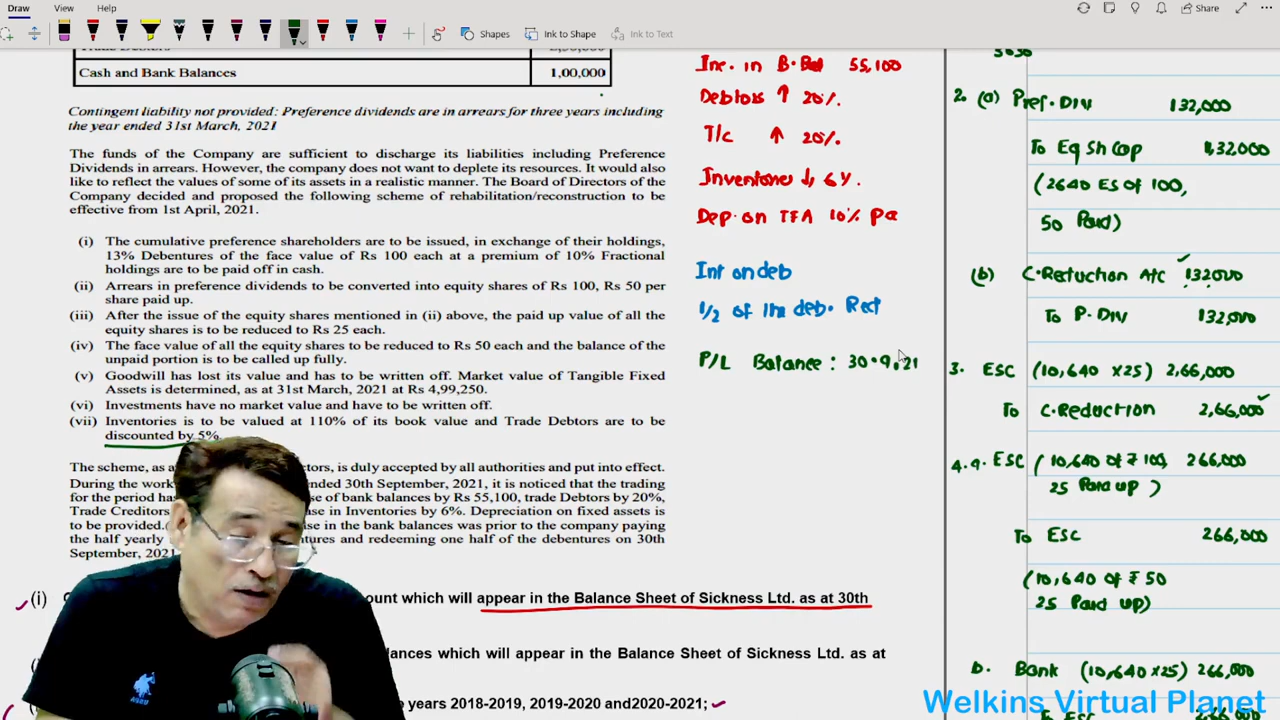 Draw View Help
Shapes Ink to Shape Ink to Text Share
Cash and Bank Balances 1,00,000
Contingent liability not provided: Preference dividends are in arrears for three years including
the year ended 31st March, 2021
The funds of the Company are sufficient to discharge its liabilities including Preference
Dividends in arrears. However, the company does not want to deplete its resources. It would also
like to reflect the values of some of its assets in a realistic manner. The Board of Directors of the
Company decided and proposed the following scheme of rehabilitation/reconstruction to be
effective from 1st April, 2021.
(i) The cumulative preference shareholders are to be issued, in exchange of their holdings,
13% Debentures of the face value of Rs 100 each at a premium of 10% Fractional
holdings are to be paid off in cash.
(ii) Arrears in preference dividends to be converted into equity shares of Rs 100, Rs 50 per
share paid up.
(iii) After the issue of the equity shares mentioned in (ii) above, the paid up value of all the
equity shares is to be reduced to Rs 25 each.
(iv) The face value of all the equity shares to be reduced to Rs 50 each and the balance of the
unpaid portion is to be called up fully.
(v) Goodwill has lost its value and has to be written off. Market value of Tangible Fixed
Assets is determined, as at 31st March, 2021 at Rs 4,99,250.
(vi) Investments have no market value and have to be written off.
(vii) Inventories is to be valued at 110% of its book value and Trade Debtors are to be
discounted by 5%.
The scheme, as a tors, is duly accepted by all authorities and put into effect.
During the work nded 30th September, 2021, it is noticed that the trading
for the period has se of bank balances by Rs 55,100, trade Debtors by 20%,
Trade Creditors se in Inventories by 6%. Depreciation on fixed assets is
to be provided. se in the bank balances was prior to the company paying
the half yearly tures and redeeming one half of the debentures on 30th
September, 2021
(i) ount which will appear in the Balance Sheet of Sickness Ltd. as at 30th
lances which will appear in the Balance Sheet of Sickness Ltd. as at
e years 2018-2019, 2019-2020 and2020-2021;
Inc. in B. Bal 55,100
Debtors ↑ 20%.
T/c ↑ 20%.
Inventories ↓ 6%.
Dep. on TFA 10% pa
Int on deb
1/2 of the deb.
P/L Balance : 30.9.21
2. (a) Pref. DIV 132,000
To Eq Sh Cap 1,32,000
(2640 ES of 100,
50 Paid)
(b) C.Reduction A/C 132,000
To P. DIV 132,000
3. ESC (10,640 x 25) 2,66,000
To C.Reduction 2,66,000
4. a. ESC (10,640 of ₹ 100, 266,000
25 Paid up)
To ESC 266,000
(10,640 of ₹ 50
25 Paid up)
b. Bank (10,640 x25) 266,000
To ESC
Welkins Virtual Planet